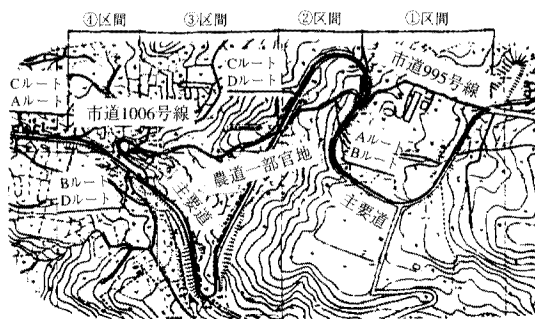 ④区間
③区間
②区間
①区間
Cルート
Aルート
市道1006号線
Cルート
Dルート
市道995号線
Aルート
Bルート
農道一部官地
主要道
Bルート
Dルート
主要道